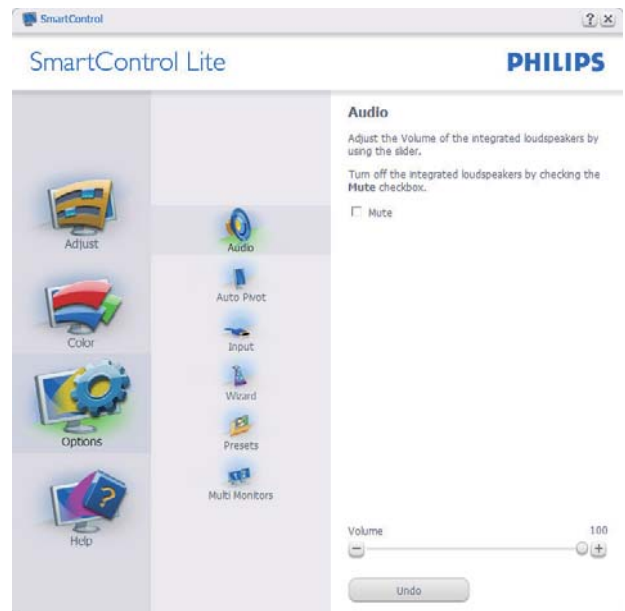 SmartControl
SmartControl Lite
PHILIPS
Adjust
Color
Options
Help
Audio
Auto Pivot
Input
Wizard
Presets
Multi Monitors
Audio
Adjust the Volume of the integrated loudspeakers by
using the slider.
Turn off the integrated loudspeakers by checking the
Mute checkbox.
Mute
Volume
100
Undo